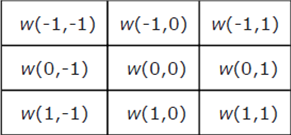 w(-1,-1) w(-1,0) w(-1,1)
w(0,-1) w(0,0) w(0,1)
w(1,-1) w(1,0) w(1,1)